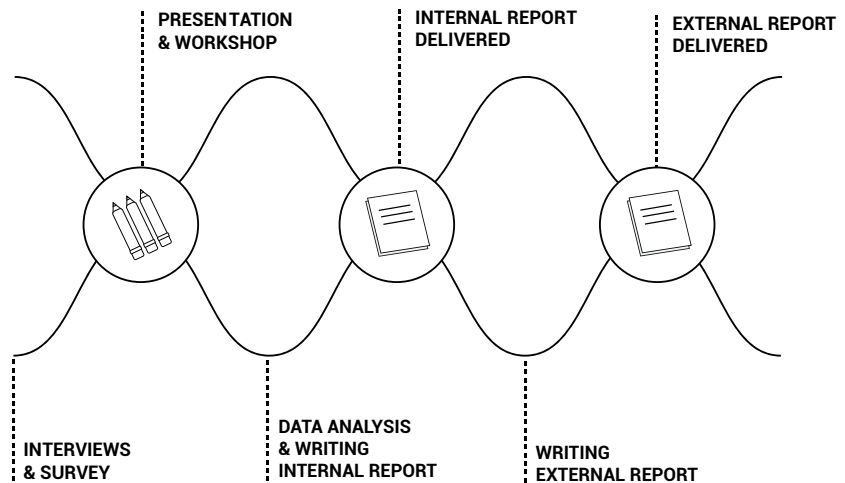 PRESENTATION
& WORKSHOP
INTERNAL REPORT
DELIVERED
EXTERNAL REPORT
DELIVERED
INTERVIEWS
& SURVEY
DATA ANALYSIS
& WRITING
INTERNAL REPORT
WRITING
EXTERNAL REPORT